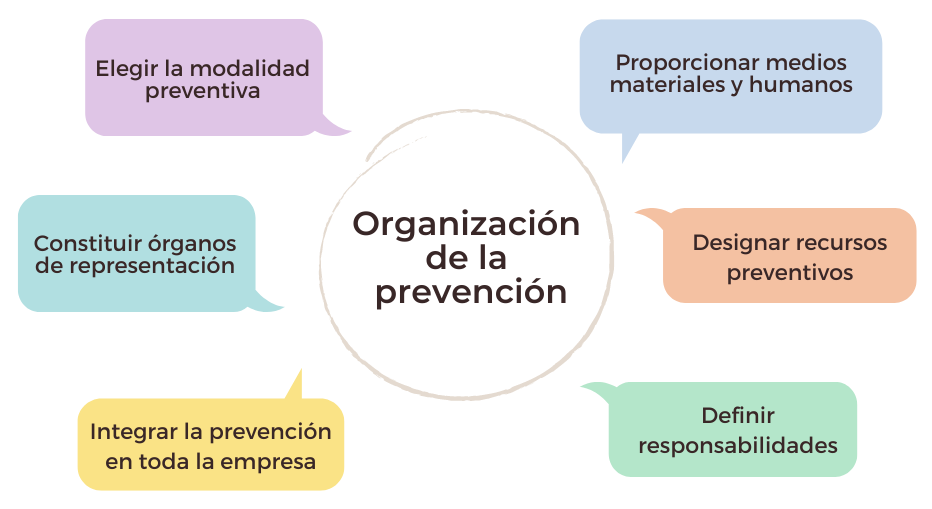 Elegir la modalidad
preventiva
Proporcionar medios
materiales y humanos
Organización
de la
prevención
Constituir órganos
de representación
Designar recursos
preventivos
Integrar la prevención
en toda la empresa
Definir
responsabilidades